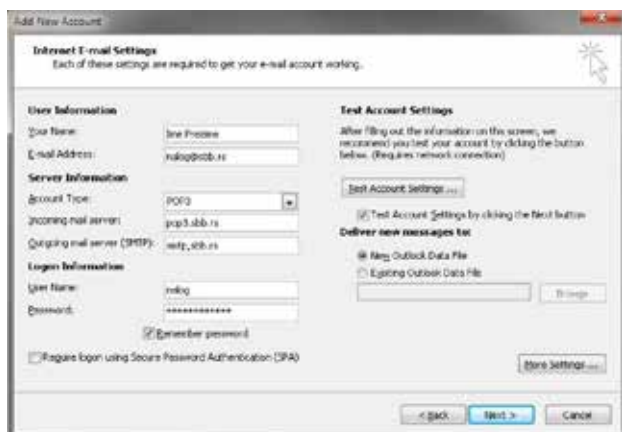 Add New Account
Internet E-mail Settings
Each of these settings are required to get your e-mail account working.
User Information
Your Name:
Ime Prezime
E-mail Address:
nalog@sbb.rs
Server Information
Account Type:
POP3
Incoming mail server:
pop3.sbb.rs
Outgoing mail server (SMTP):
smtp.sbb.rs
Logon Information
User Name:
nalog
Password:
*************
Remember password
Require logon using Secure Password Authentication (SPA)
Test Account Settings
After filling out the information on this screen, we
recommend you test your account by clicking the button
below. (Requires network connection)
Test Account Settings ...
Test Account Settings by clicking the Next button
Deliver new messages to:
New Outlook Data File
Existing Outlook Data File
Browse
More Settings ...
< Back
Next >
Cancel